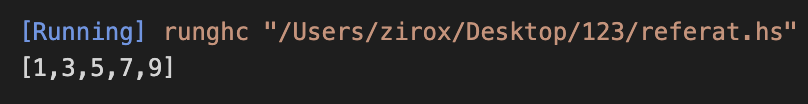 [Running] runghc "/Users/zirox/Desktop/123/referat.hs"
[1,3,5,7,9]